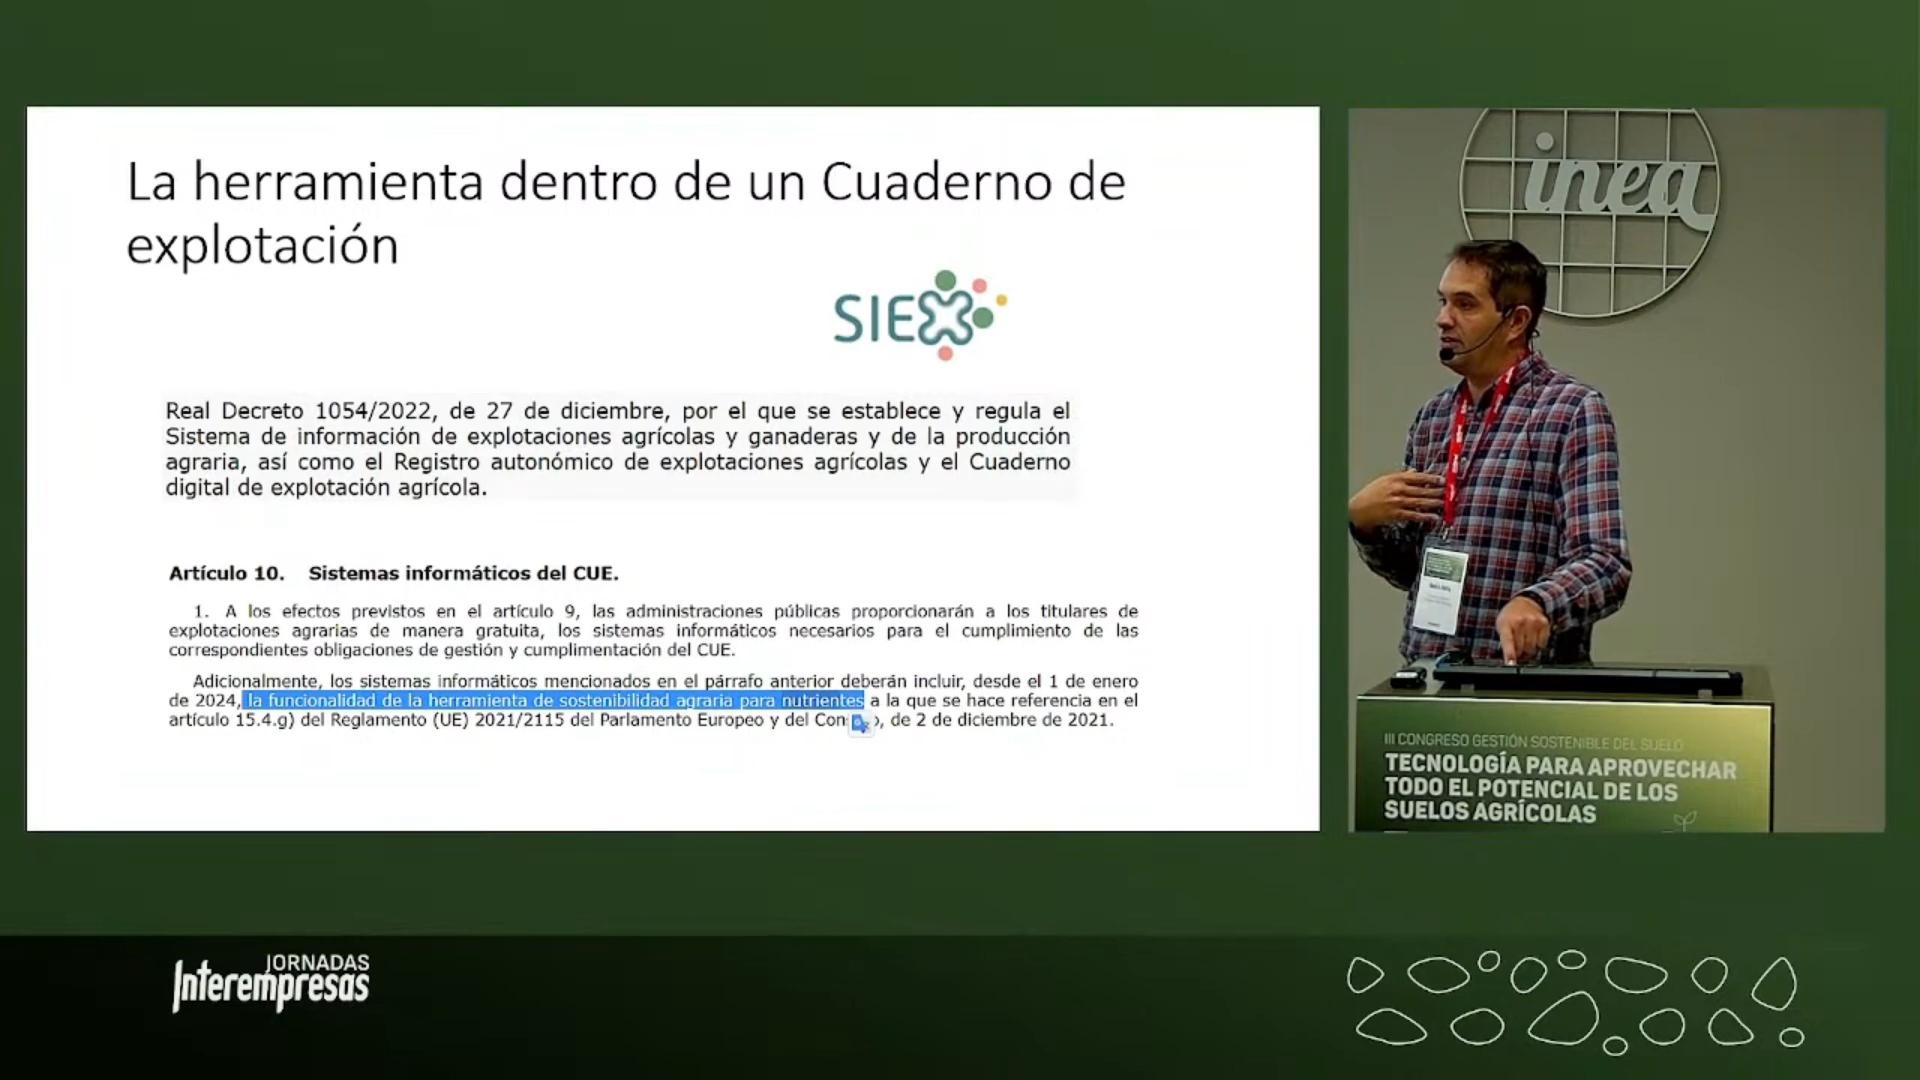 La herramienta dentro de un Cuaderno de
explotación
SIEX
Real Decreto 1054/2022, de 27 de diciembre, por el que se establece y regula el
Sistema de información de explotaciones agrícolas y ganaderas y de la producción
agraria, así como el Registro autonómico de explotaciones agrícolas y el Cuaderno
digital de explotación agrícola.
Artículo 10. Sistemas informáticos del CUE.
1. A los efectos previstos en el artículo 9, las administraciones públicas proporcionarán a los titulares de
explotaciones agrarias de manera gratuita, los sistemas informáticos necesarios para el cumplimiento de las
correspondientes obligaciones de gestión y cumplimentación del CUE.
Adicionalmente, los sistemas informáticos mencionados en el párrafo anterior deberán incluir, desde el 1 de enero
de 2024, la funcionalidad de la herramienta de sostenibilidad agraria para nutrientes a la que se hace referencia en el
artículo 15.4.g) del Reglamento (UE) 2021/2115 del Parlamento Europeo y del , de 2 de diciembre de 2021.
inea
III CONGRESO GESTIÓN SOSTENIBLE DEL SUELO
TECNOLOGÍA PARA APROVECHAR
TODO EL POTENCIAL DE LOS
SUELOS AGRÍCOLAS
JORNADAS
Interempresas